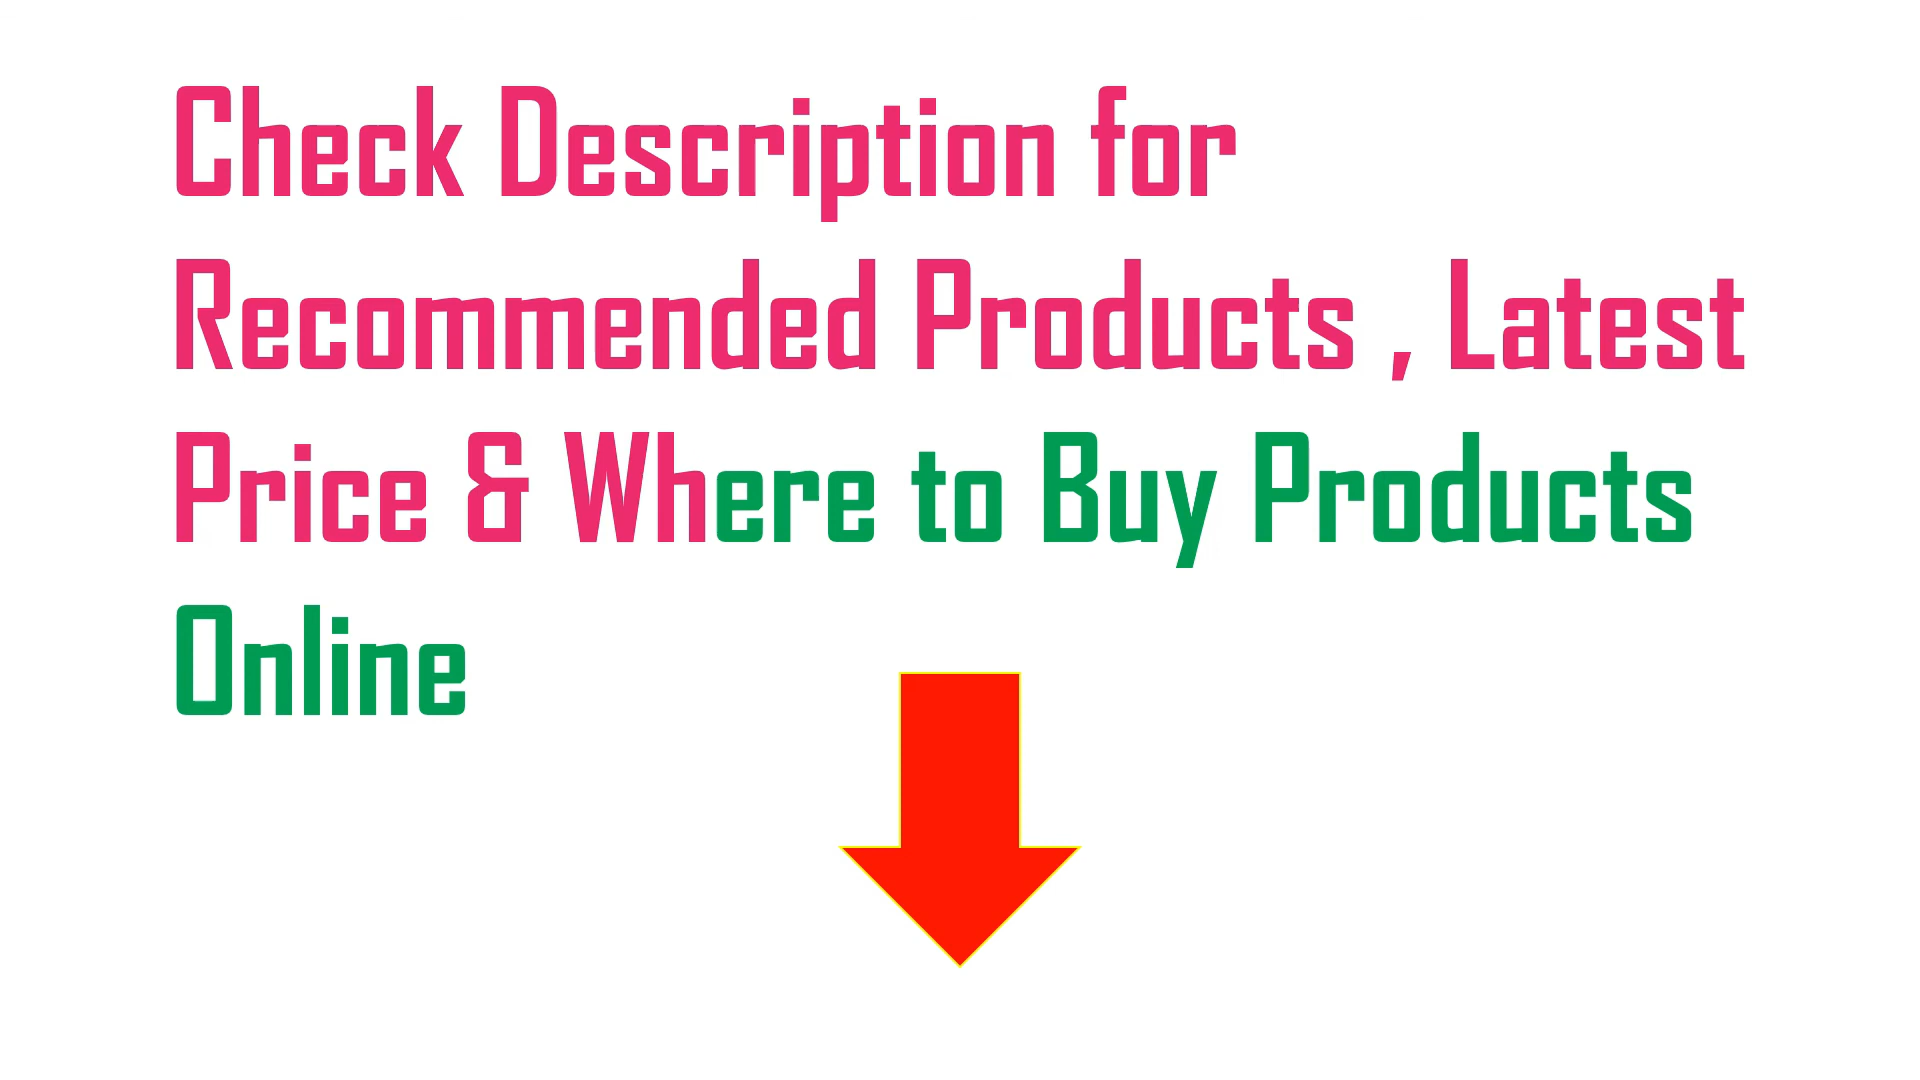 Check Description for
Recommended Products , Latest
Price & Where to Buy Products
Online